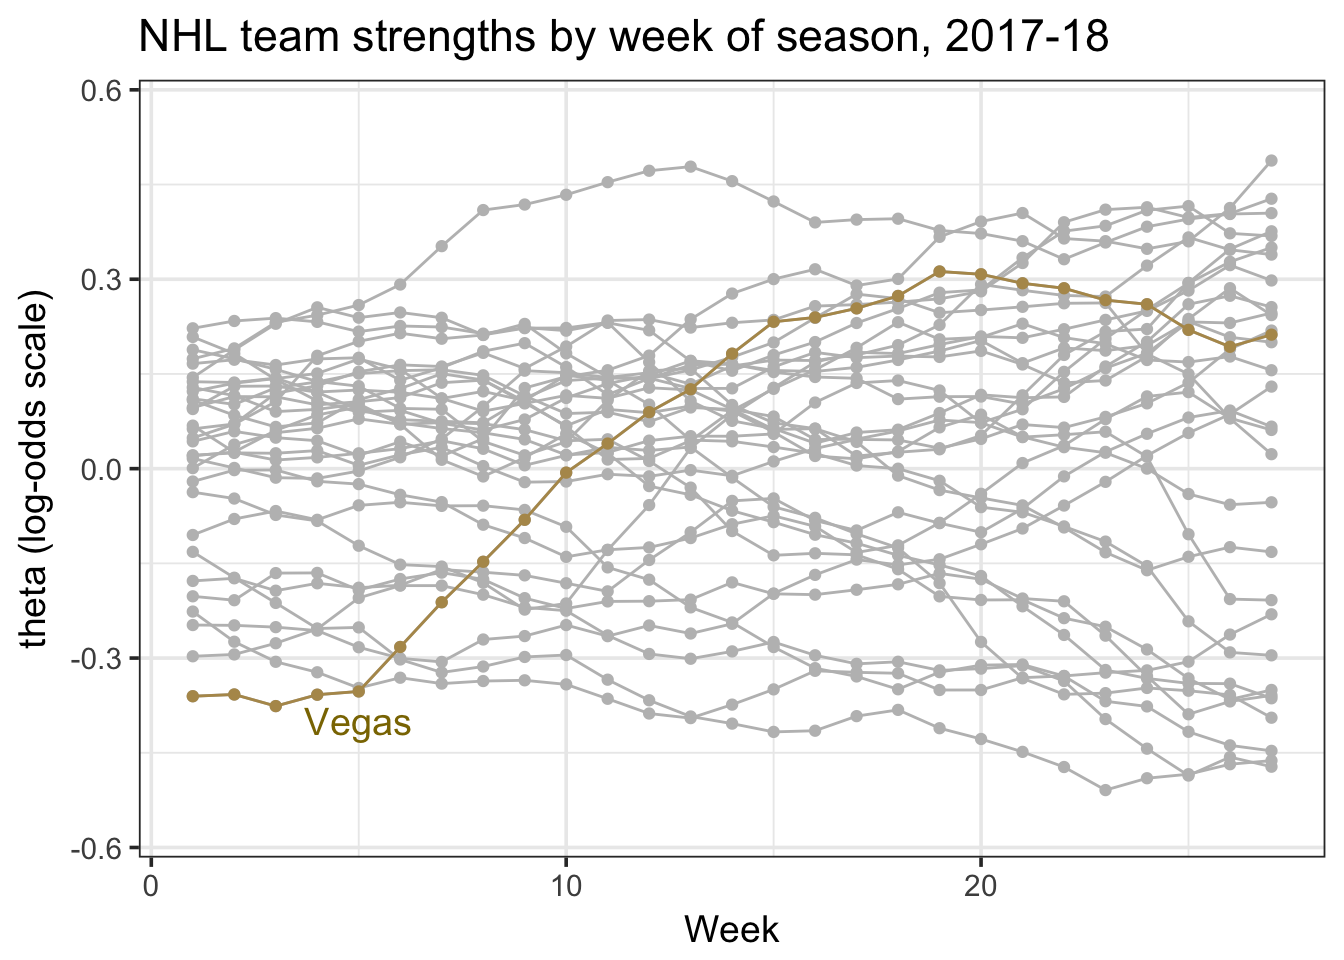 NHL team strengths by week of season, 2017-18
0.6
0.3
0.0
-0.3
-0.6
theta (log-odds scale)
Vegas
0
10
20
Week